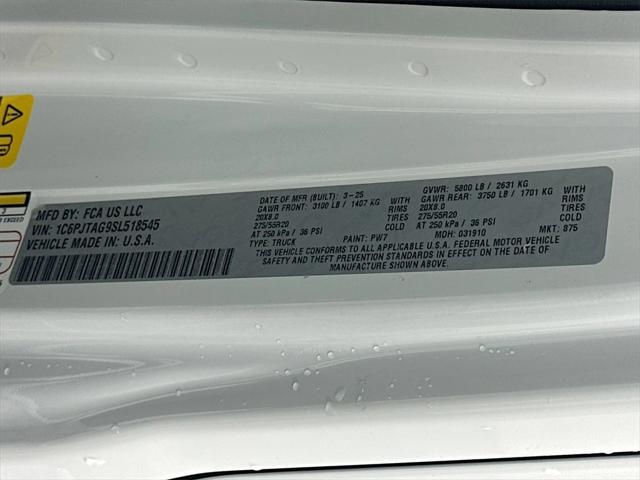 MFD BY: FCA US LLC
VIN: 1C6PJTAG9SL518545
VEHICLE MADE IN: U.S.A.
DATE OF MFR (BUILT): 3-25
GAWR FRONT: 3100 LB / 1407 KG WITH
20X8.0 RIMS
275/55R20 TIRES
AT 250 kPa / 36 PSI
TYPE: TRUCK PAINT: PW7
GVWR: 5800 LB / 2631 KG
GAWR REAR: 3750 LB / 1701 KG WITH
20X8.0 RIMS
275/55R20 TIRES
AT 250 kPa / 36 PSI
MDH: 031910 MKT: 875
THIS VEHICLE CONFORMS TO ALL APPLICABLE U.S.A. FEDERAL MOTOR VEHICLE
SAFETY AND THEFT PREVENTION STANDARDS IN EFFECT ON THE DATE OF
MANUFACTURE SHOWN ABOVE.
EXCEED